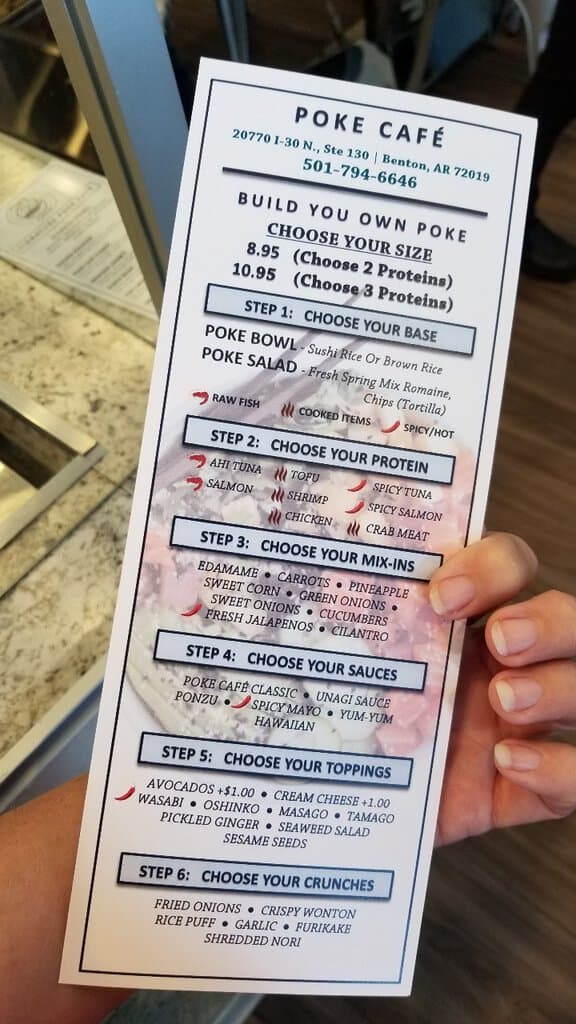 POKE CAFÉ
20770 I-30 N., Ste 130 | Benton, AR 72019
501-794-6646
BUILD YOU OWN POKE
CHOOSE YOUR SIZE
8.95 (Choose 2 Proteins)
10.95 (Choose 3 Proteins)
STEP 1: CHOOSE YOUR BASE
POKE BOWL - Sushi Rice Or Brown Rice
POKE SALAD - Fresh Spring Mix Romaine,
Chips (Tortilla)
RAW FISH COOKED ITEMS SPICY/HOT
STEP 2: CHOOSE YOUR PROTEIN
AHI TUNA TOFU SPICY TUNA
SALMON SHRIMP SPICY SALMON
CHICKEN CRAB MEAT
STEP 3: CHOOSE YOUR MIX-INS
EDAMAME • CARROTS • PINEAPPLE
SWEET CORN • GREEN ONIONS •
SWEET ONIONS • CUCUMBERS
FRESH JALAPENOS • CILANTRO
STEP 4: CHOOSE YOUR SAUCES
POKE CAFÉ CLASSIC • UNAGI SAUCE
PONZU • SPICY MAYO • YUM-YUM
HAWAIIAN
STEP 5: CHOOSE YOUR TOPPINGS
AVOCADOS +$1.00 • CREAM CHEESE +1.00
WASABI • OSHINKO • MASAGO • TAMAGO
PICKLED GINGER • SEAWEED SALAD
SESAME SEEDS
STEP 6: CHOOSE YOUR CRUNCHES
FRIED ONIONS • CRISPY WONTON
RICE PUFF • GARLIC • FURIKAKE
SHREDDED NORI